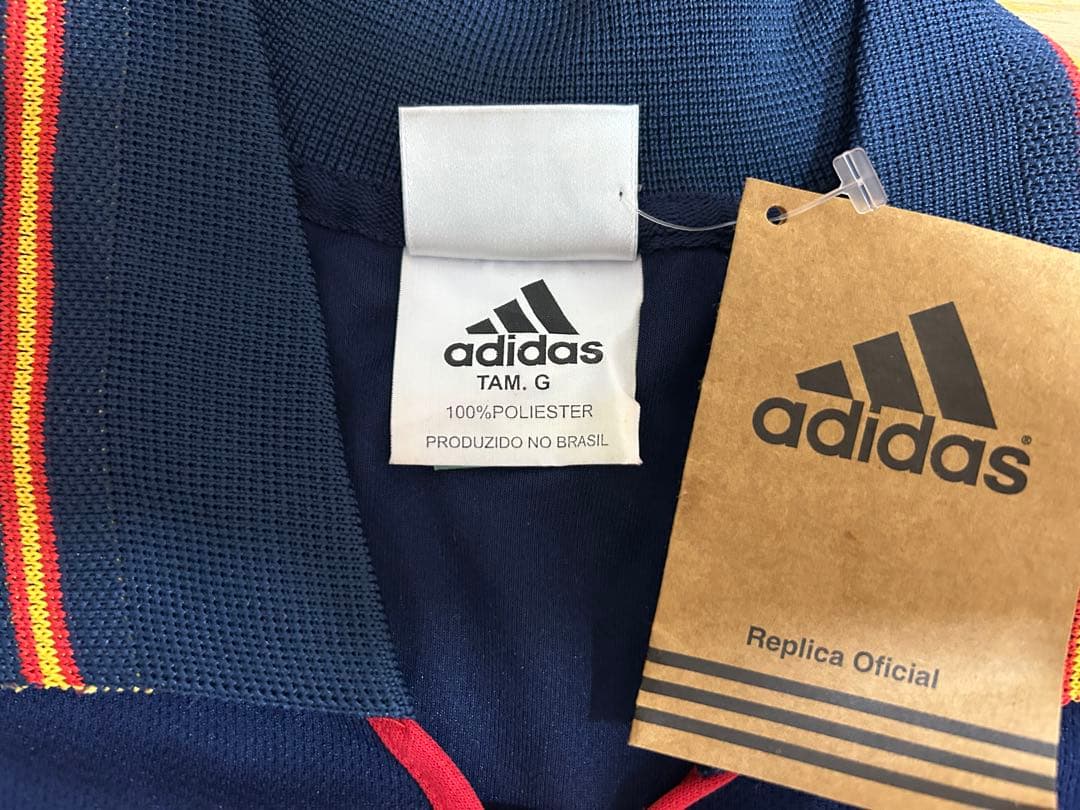 adidas
TAM. G
100%POLIESTER
PRODUZIDO NO BRASIL
adidas®
Replica Oficial